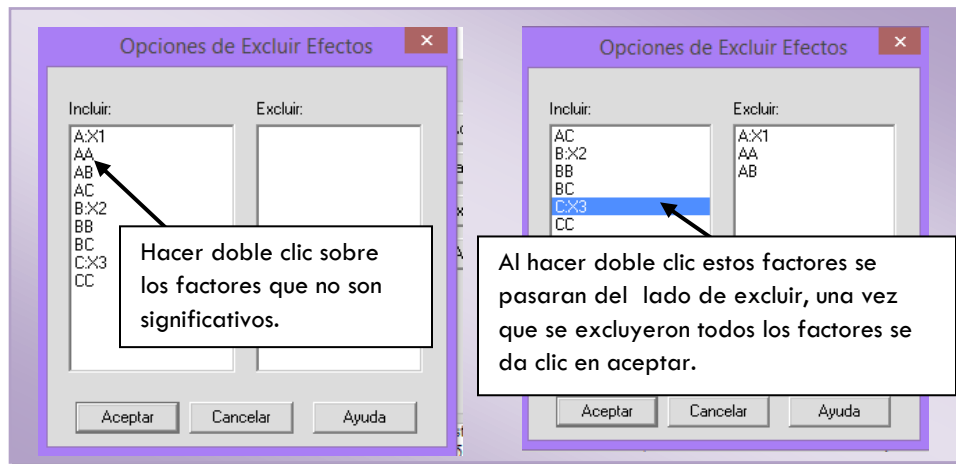 Opciones de Excluir Efectos
Incluir:
Excluir:
A:X1
AA
AB
AC
B:X2
BB
BC
C:X3
CC
Hacer doble clic sobre
los factores que no son
significativos.
Aceptar
Cancelar
Ayuda
Opciones de Excluir Efectos
Incluir:
Excluir:
AC
B:X2
BB
BC
C:X3
CC
A:X1
AA
AB
Al hacer doble clic estos factores se
pasaran del lado de excluir, una vez
que se excluyeron todos los factores se
da clic en aceptar.
Aceptar
Cancelar
Ayuda